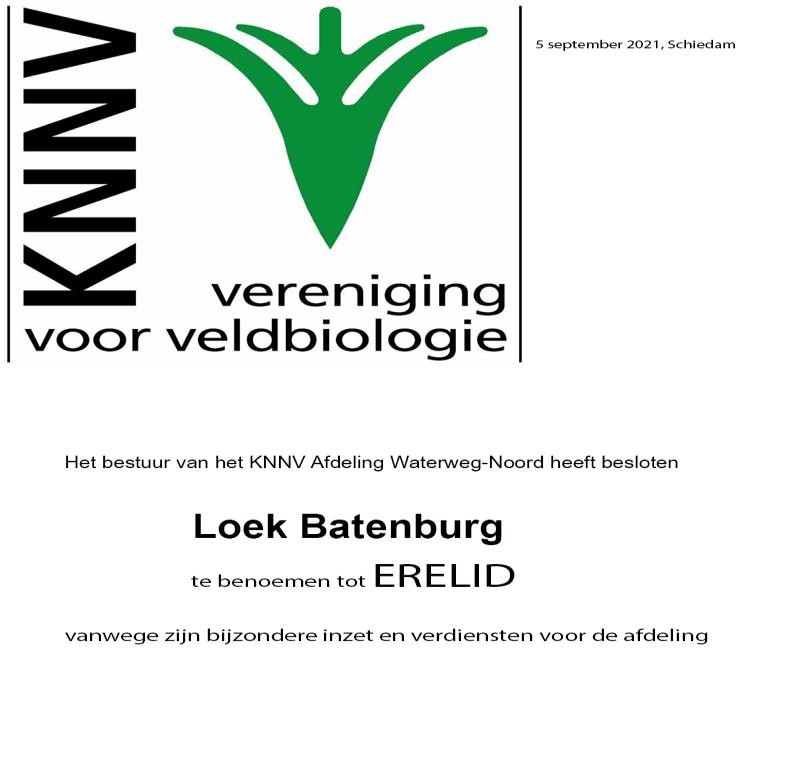 KNNV
vereniging
voor veldbiologie
5 september 2021, Schiedam
Het bestuur van het KNNV Afdeling Waterweg-Noord heeft besloten
Loek Batenburg
te benoemen tot ERELID
vanwege zijn bijzondere inzet en verdiensten voor de afdeling